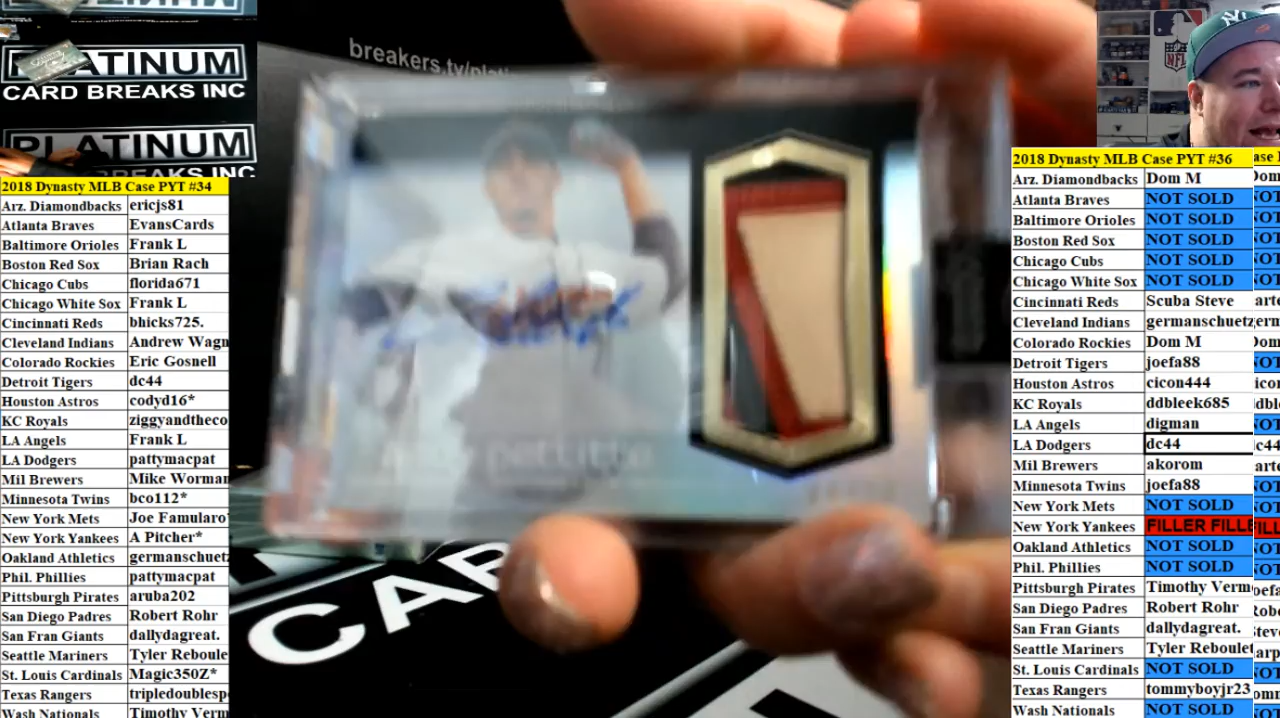 PLATINUM
CARD BREAKS INC
PLATINUM
BREAKS INC
2018 Dynasty MLB Case PYT #34
Arz. Diamondbacks ericjs81
Atlanta Braves EvansCards
Baltimore Orioles Frank L
Boston Red Sox Brian Rach
Chicago Cubs florida671
Chicago White Sox Frank L
Cincinnati Reds bhicks725.
Cleveland Indians Andrew Wagn
Colorado Rockies Eric Gosnell
Detroit Tigers dc44
Houston Astros codyd16*
KC Royals ziggyandtheco
LA Angels Frank L
LA Dodgers pattymacpat
Mil Brewers Mike Worman
Minnesota Twins bco112*
New York Mets Joe Famularo
New York Yankees A Pitcher*
Oakland Athletics germanschuetz
Phil. Phillies pattymacpat
Pittsburgh Pirates aruba202
San Diego Padres Robert Rohr
San Fran Giants dallydagreat.
Seattle Mariners Tyler Reboule
St. Louis Cardinals Magic350Z*
Texas Rangers tripledoublesp
Wash Nationals Timothy Verm
breakers.tv/plati
CAR
NFL
2018 Dynasty MLB Case PYT #36
Arz. Diamondbacks Dom M
Atlanta Braves NOT SOLD
Baltimore Orioles NOT SOLD
Boston Red Sox NOT SOLD
Chicago Cubs NOT SOLD
Chicago White Sox NOT SOLD
Cincinnati Reds Scuba Steve
Cleveland Indians germanschuetz
Colorado Rockies Dom M
Detroit Tigers joefa88
Houston Astros cicon444
KC Royals ddbleek685
LA Angels digman
LA Dodgers dc44
Mil Brewers akorom
Minnesota Twins joefa88
New York Mets NOT SOLD
New York Yankees FILLER FILLE
Oakland Athletics NOT SOLD
Phil. Phillies NOT SOLD
Pittsburgh Pirates Timothy Verm
San Diego Padres Robert Rohr
San Fran Giants dallydagreat.
Seattle Mariners Tyler Reboulet
St. Louis Cardinals NOT SOLD
Texas Rangers tommyboyjr23
Wash Nationals NOT SOLD